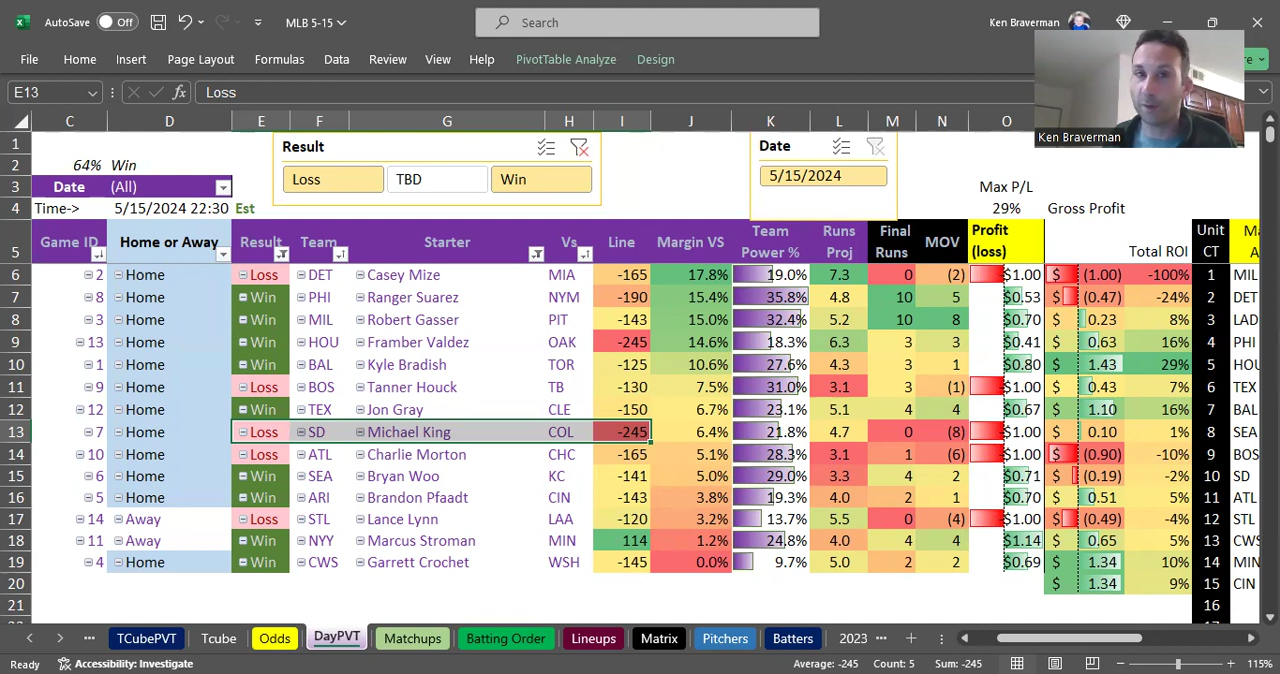 AutoSave Off MLB 5-15 Search Ken Braverman
File Home Insert Page Layout Formulas Data Review View Help PivotTable Analyze Design
E13 fx Loss Ken Braverman
C D E F G H I J K L M N O
1 Result Date
2 64% Win
3 Date (All) Loss TBD Win 5/15/2024 Max P/L
4 Time-> 5/15/2024 22:30 Est 29% Gross Profit
5 Game ID Home or Away Result Team Starter Vs Line Margin VS Team Power % Runs Proj Final Runs MOV Profit (loss) Total ROI Unit CT
6 2 Home Loss DET Casey Mize MIA -165 17.8% 19.0% 7.3 0 (2) $1.00 $ (1.00) -100% 1 MIL
7 8 Home Win PHI Ranger Suarez NYM -190 15.4% 35.8% 4.8 10 5 $0.53 $ (0.47) -24% 2 DET
8 3 Home Win MIL Robert Gasser PIT -143 15.0% 32.4% 5.2 10 8 $0.70 $ 0.23 8% 3 LAD
9 13 Home Win HOU Framber Valdez OAK -245 14.6% 18.3% 6.3 3 3 $0.41 $ 0.63 16% 4 PHI
10 1 Home Win BAL Kyle Bradish TOR -125 10.6% 27.6% 4.3 3 1 $0.80 $ 1.43 29% 5 HOU
11 9 Home Loss BOS Tanner Houck TB -130 7.5% 31.0% 3.1 3 (1) $1.00 $ 0.43 7% 6 TEX
12 12 Home Win TEX Jon Gray CLE -150 6.7% 23.1% 5.1 4 4 $0.67 $ 1.10 16% 7 BAL
13 7 Home Loss SD Michael King COL -245 6.4% 21.8% 4.7 0 (8) $1.00 $ 0.10 1% 8 SEA
14 10 Home Loss ATL Charlie Morton CHC -165 5.1% 28.3% 3.1 1 (6) $1.00 $ (0.90) -10% 9 BOS
15 6 Home Win SEA Bryan Woo KC -141 5.0% 29.0% 3.3 4 2 $0.71 $ (0.19) -2% 10 SD
16 5 Home Win ARI Brandon Pfaadt CIN -143 3.8% 19.3% 4.0 2 1 $0.70 $ 0.51 5% 11 ATL
17 14 Away Loss STL Lance Lynn LAA -120 3.2% 13.7% 5.5 0 (4) $1.00 $ (0.49) -4% 12 STL
18 11 Away Win NYY Marcus Stroman MIN 114 1.2% 24.8% 4.0 4 4 $1.14 $ 0.65 5% 13 CWS
19 4 Home Win CWS Garrett Crochet WSH -145 0.0% 9.7% 5.0 2 2 $0.69 $ 1.34 10% 14 MIN
20 $ 1.34 9% 15 CIN
21 16
TCubePVT Tcube Odds DayPVT Matchups Batting Order Lineups Matrix Pitchers Batters 2023
Ready Accessibility: Investigate Average: -245 Count: 5 Sum: -245 115%